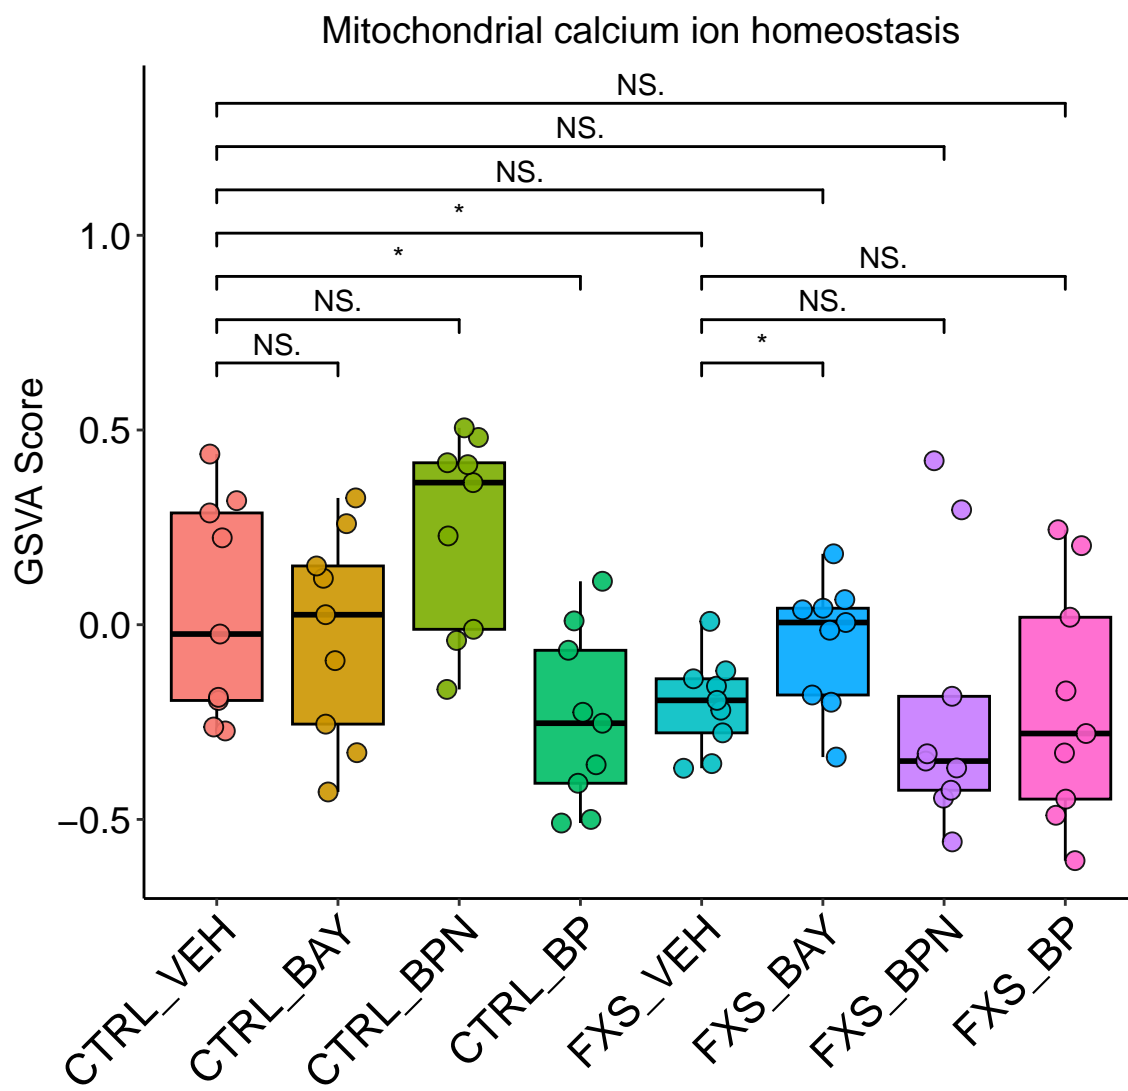 Mitochondrial calcium ion homeostasis
NS.
NS.
NS.
*
*
NS.
NS.
NS.
NS.
*
GSVA Score
1.0
0.5
0.0
−0.5
CTRL_VEH
CTRL_BAY
CTRL_BPN
CTRL_BP
FXS_VEH
FXS_BAY
FXS_BPN
FXS_BP